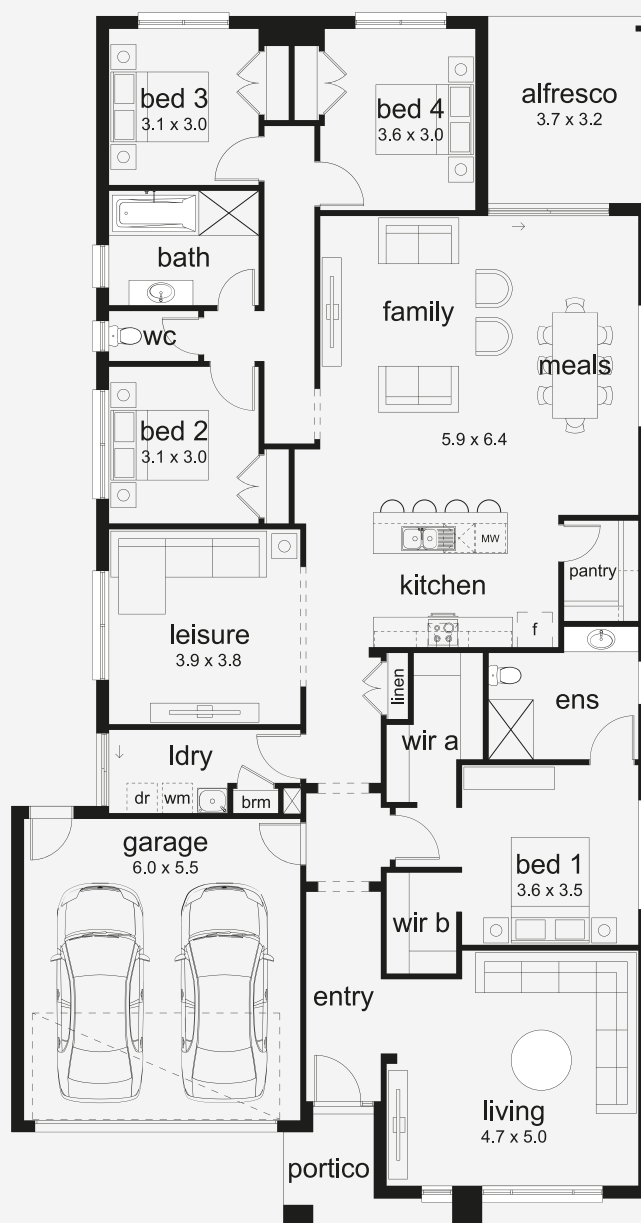 bed 3
3.1 x 3.0
bed 4
3.6 x 3.0
alfresco
3.7 x 3.2
bath
family
wc
meals
bed 2
3.1 x 3.0
5.9 x 6.4
MW
kitchen
pantry
f
leisure
3.9 x 3.8
linen
ens
wir a
ldry
dr
wm
brm
garage
6.0 x 5.5
bed 1
3.6 x 3.5
wir b
entry
living
4.7 x 5.0
portico